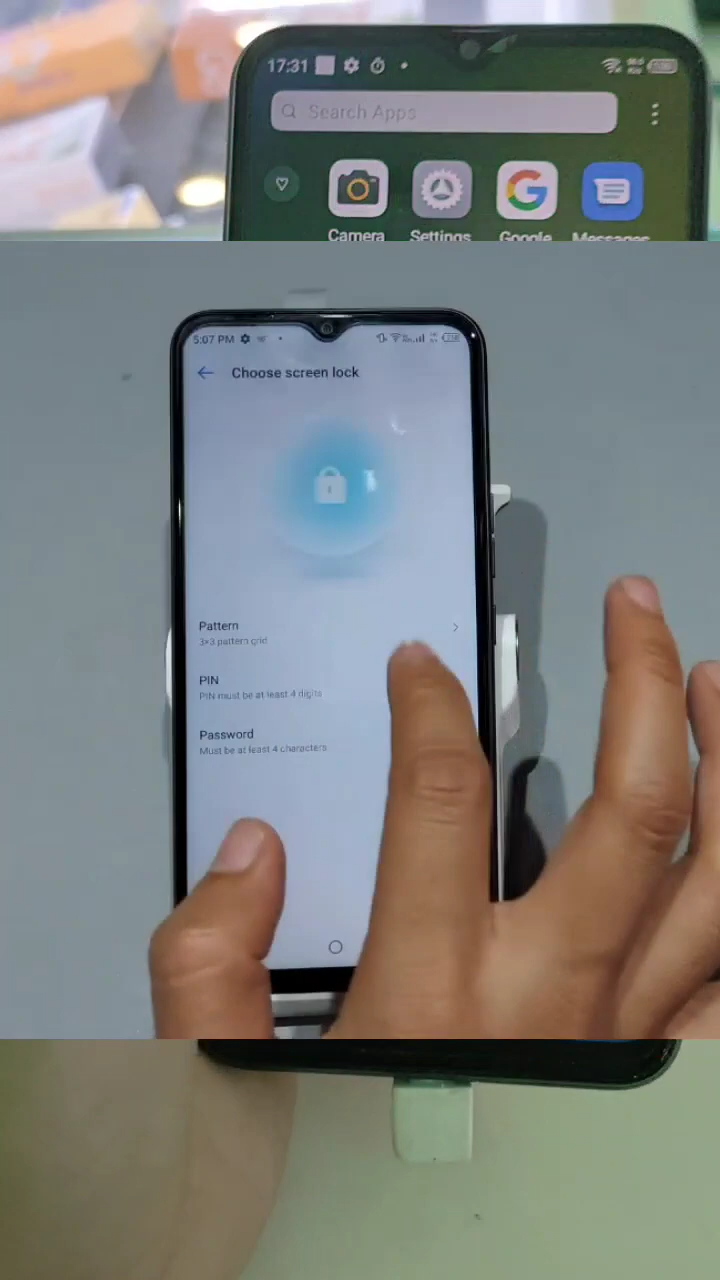 17:31
Search Apps
Camera Settings Google Messages
5:07 PM
Choose screen lock
Pattern
3×3 pattern grid
PIN
PIN must be at least 4 digits
Password
Must be at least 4 characters